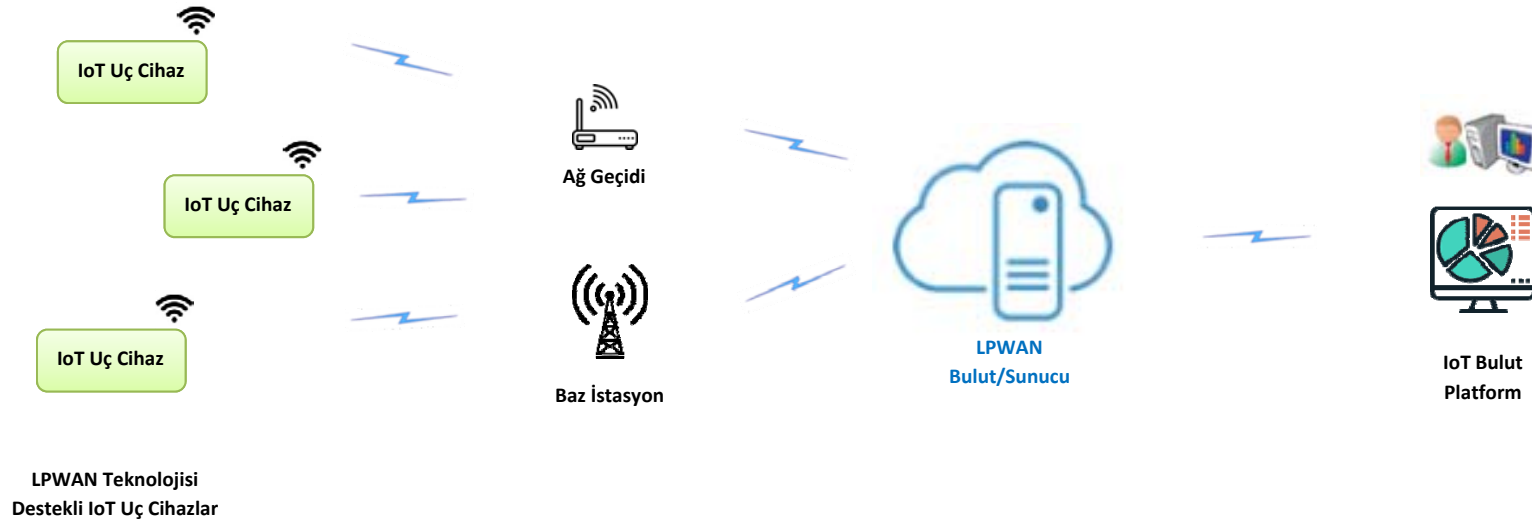 IoT Uç Cihaz
IoT Uç Cihaz
IoT Uç Cihaz
LPWAN Teknolojisi
Destekli IoT Uç Cihazlar
Ağ Geçidi
Baz İstasyon
LPWAN
Bulut/Sunucu
IoT Bulut
Platform